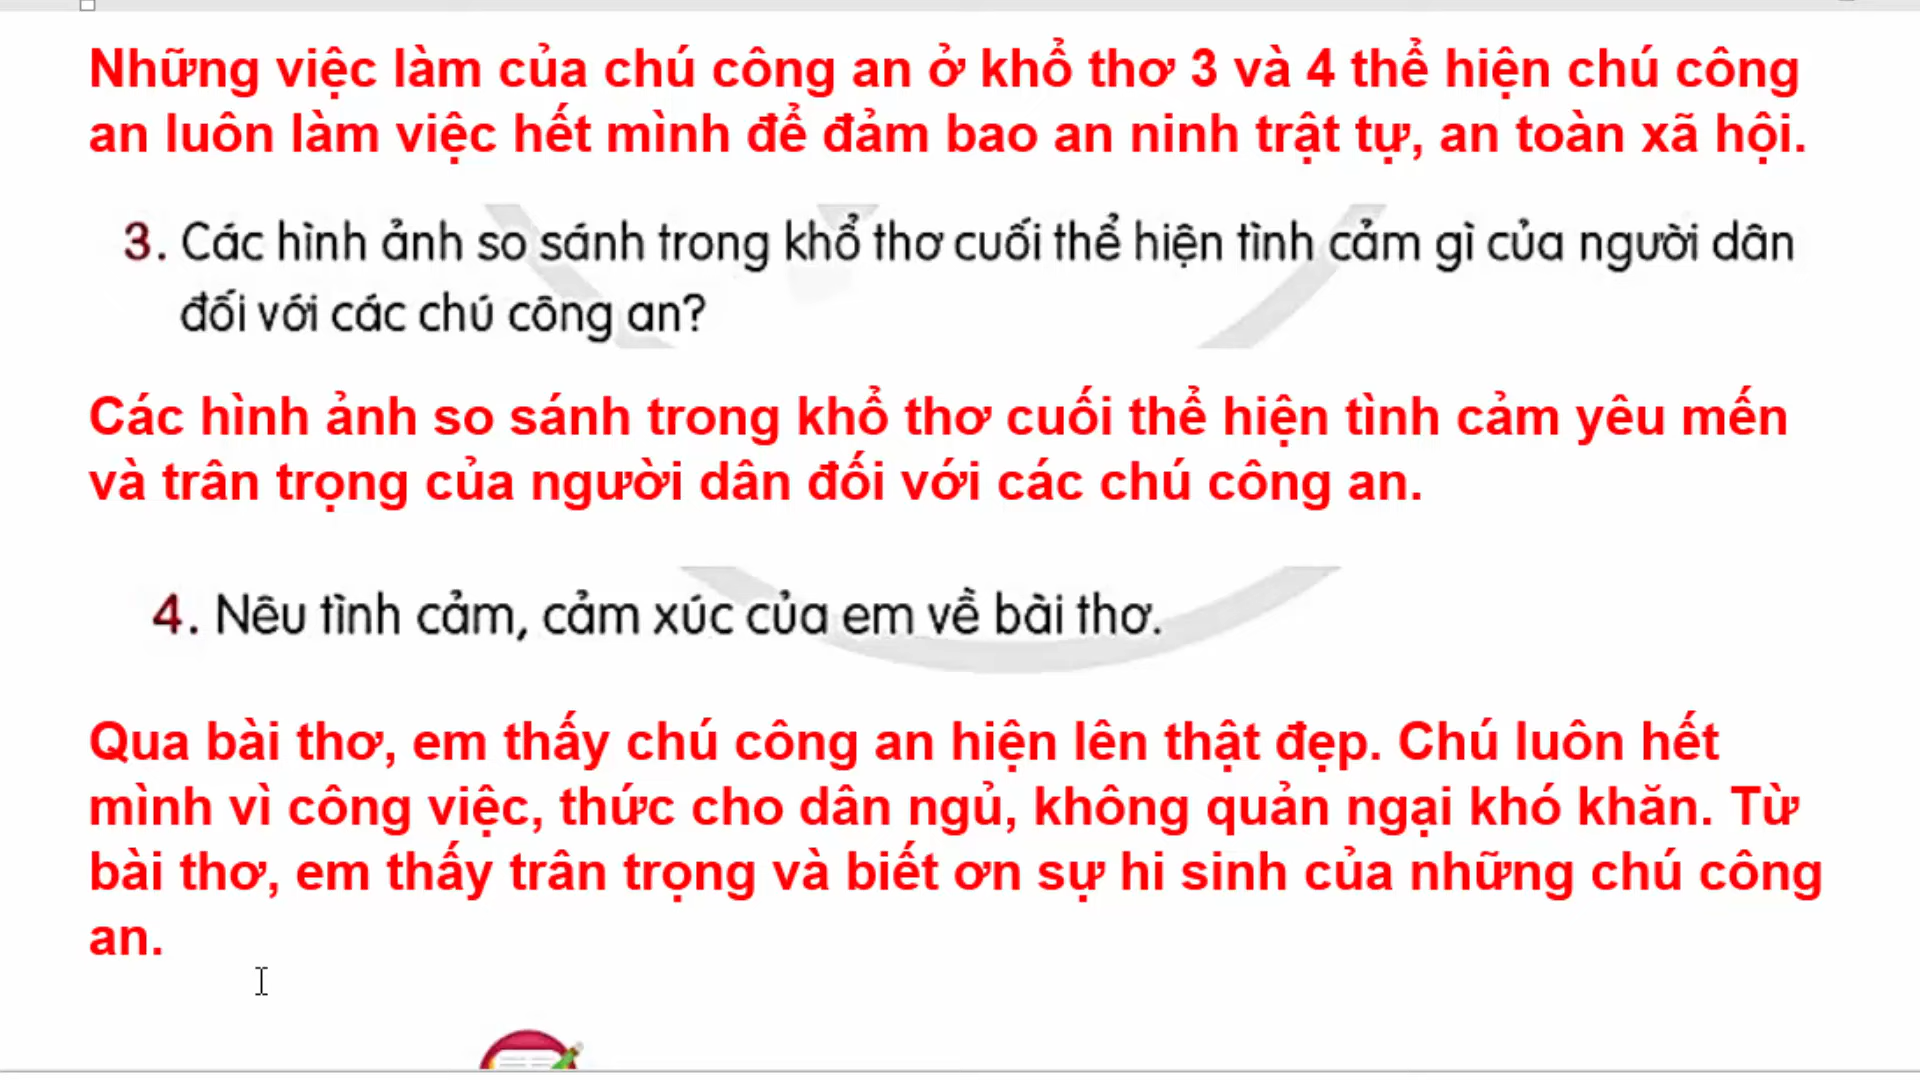 Những việc làm của chú công an ở khổ thơ 3 và 4 thể hiện chú công
an luôn làm việc hết mình để đảm bao an ninh trật tự, an toàn xã hội.
3. Các hình ảnh so sánh trong khổ thơ cuối thể hiện tình cảm gì của người dân
đối với các chú công an?
Các hình ảnh so sánh trong khổ thơ cuối thể hiện tình cảm yêu mến
và trân trọng của người dân đối với các chú công an.
4. Nêu tình cảm, cảm xúc của em về bài thơ.
Qua bài thơ, em thấy chú công an hiện lên thật đẹp. Chú luôn hết
mình vì công việc, thức cho dân ngủ, không quản ngại khó khăn. Từ
bài thơ, em thấy trân trọng và biết ơn sự hi sinh của những chú công
an.